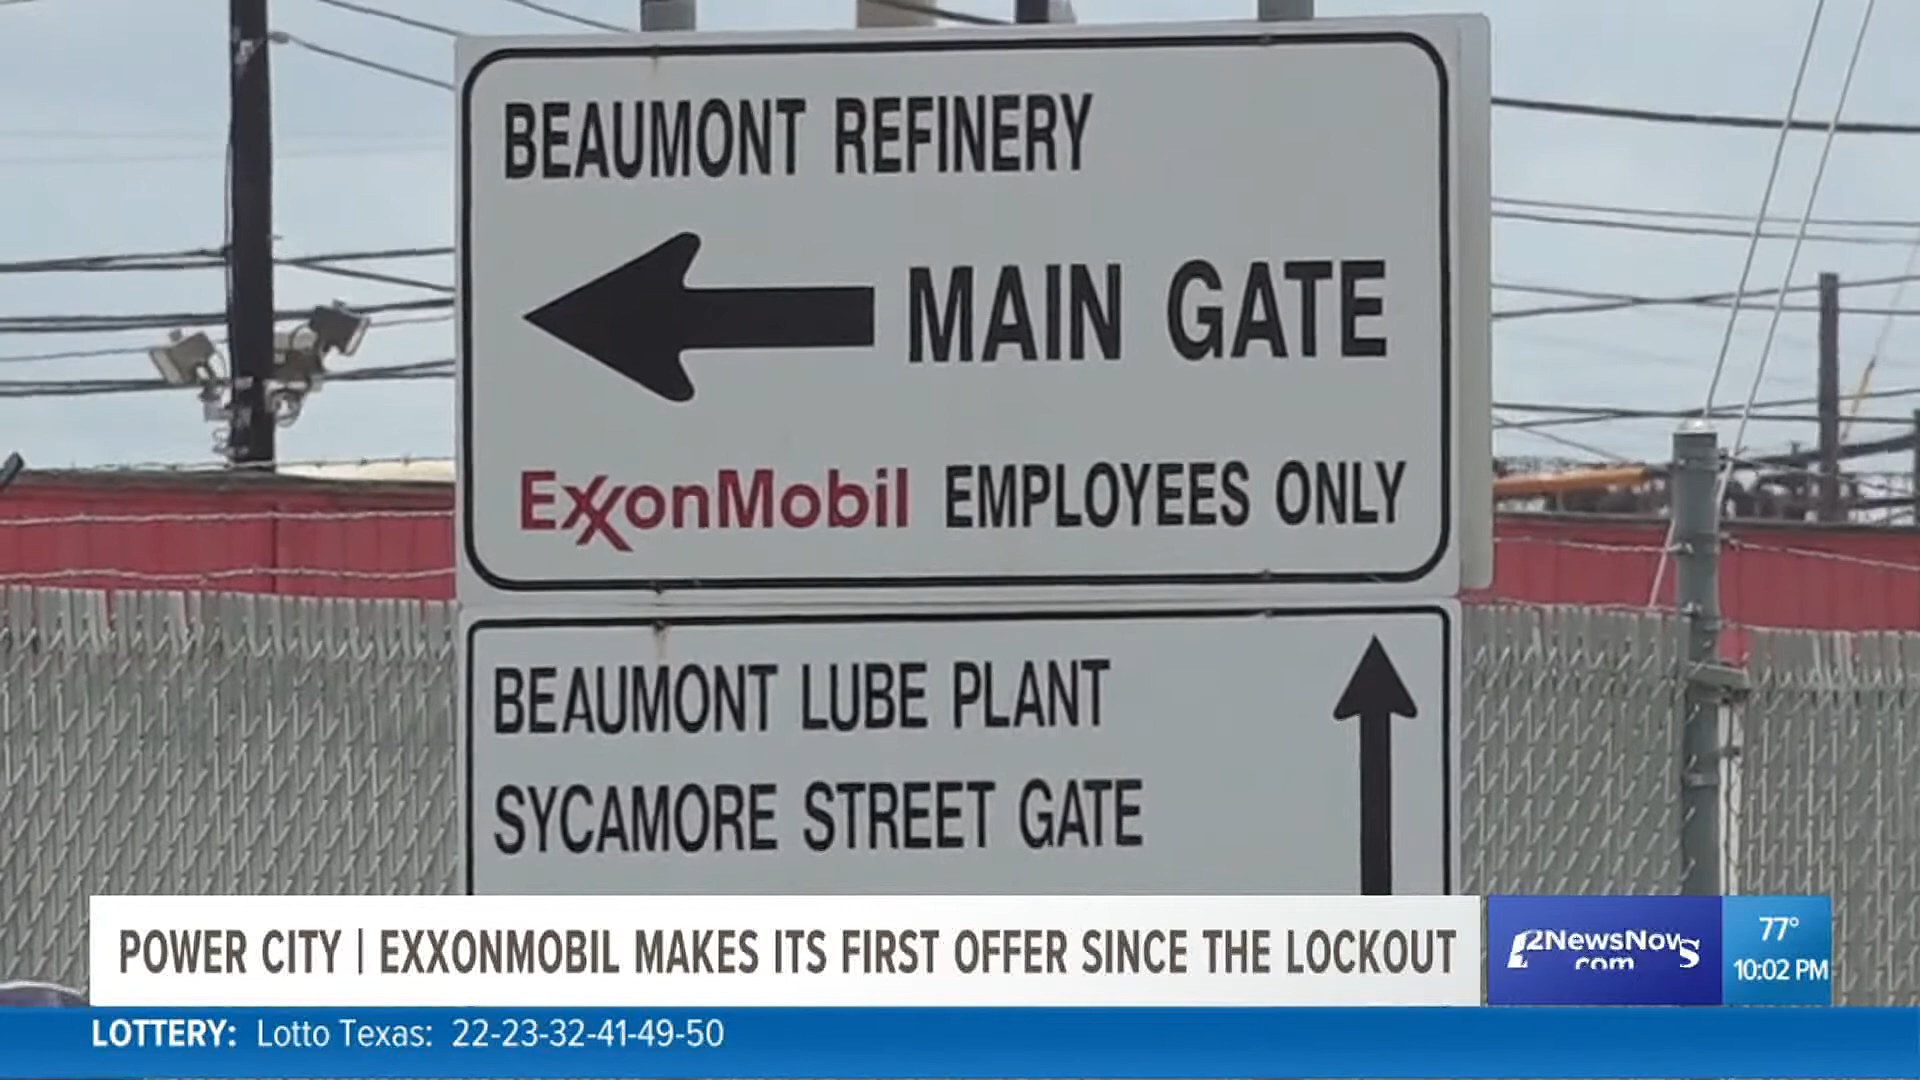 BEAUMONT REFINERY
MAIN GATE
ExxonMobil EMPLOYEES ONLY
BEAUMONT LUBE PLANT
SYCAMORE STREET GATE
POWER CITY | EXXONMOBIL MAKES ITS FIRST OFFER SINCE THE LOCKOUT
12NewsNow
.com
S
77°
10:02 PM
LOTTERY: Lotto Texas: 22-23-32-41-49-50